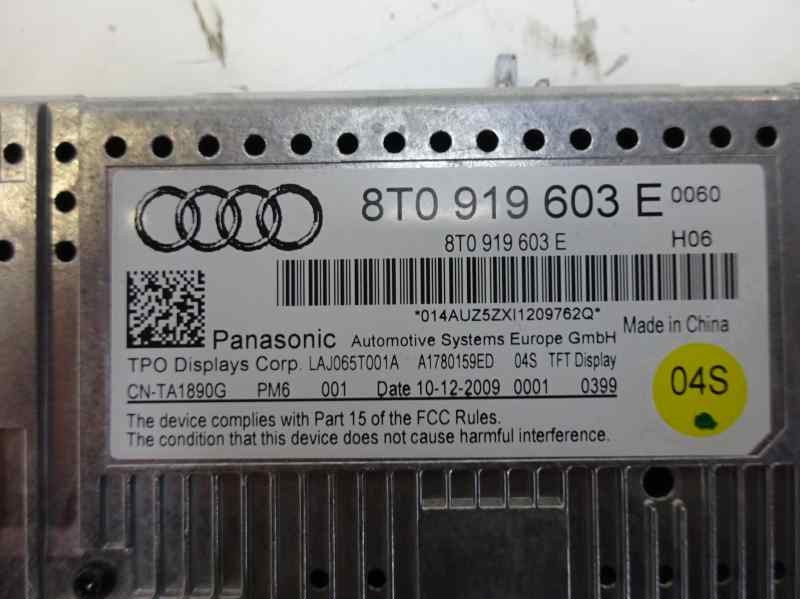 8T0 919 603 E 0060
8T0 919 603 E H06
*014AUZ5ZXI1209762Q*
Panasonic Automotive Systems Europe GmbH Made in China
TPO Displays Corp. LAJ065T001A A1780159ED 04S TFT Display
CN-TA1890G PM6 001 Date 10-12-2009 0001 0399
04S
The device complies with Part 15 of the FCC Rules.
The condition that this device does not cause harmful interference.